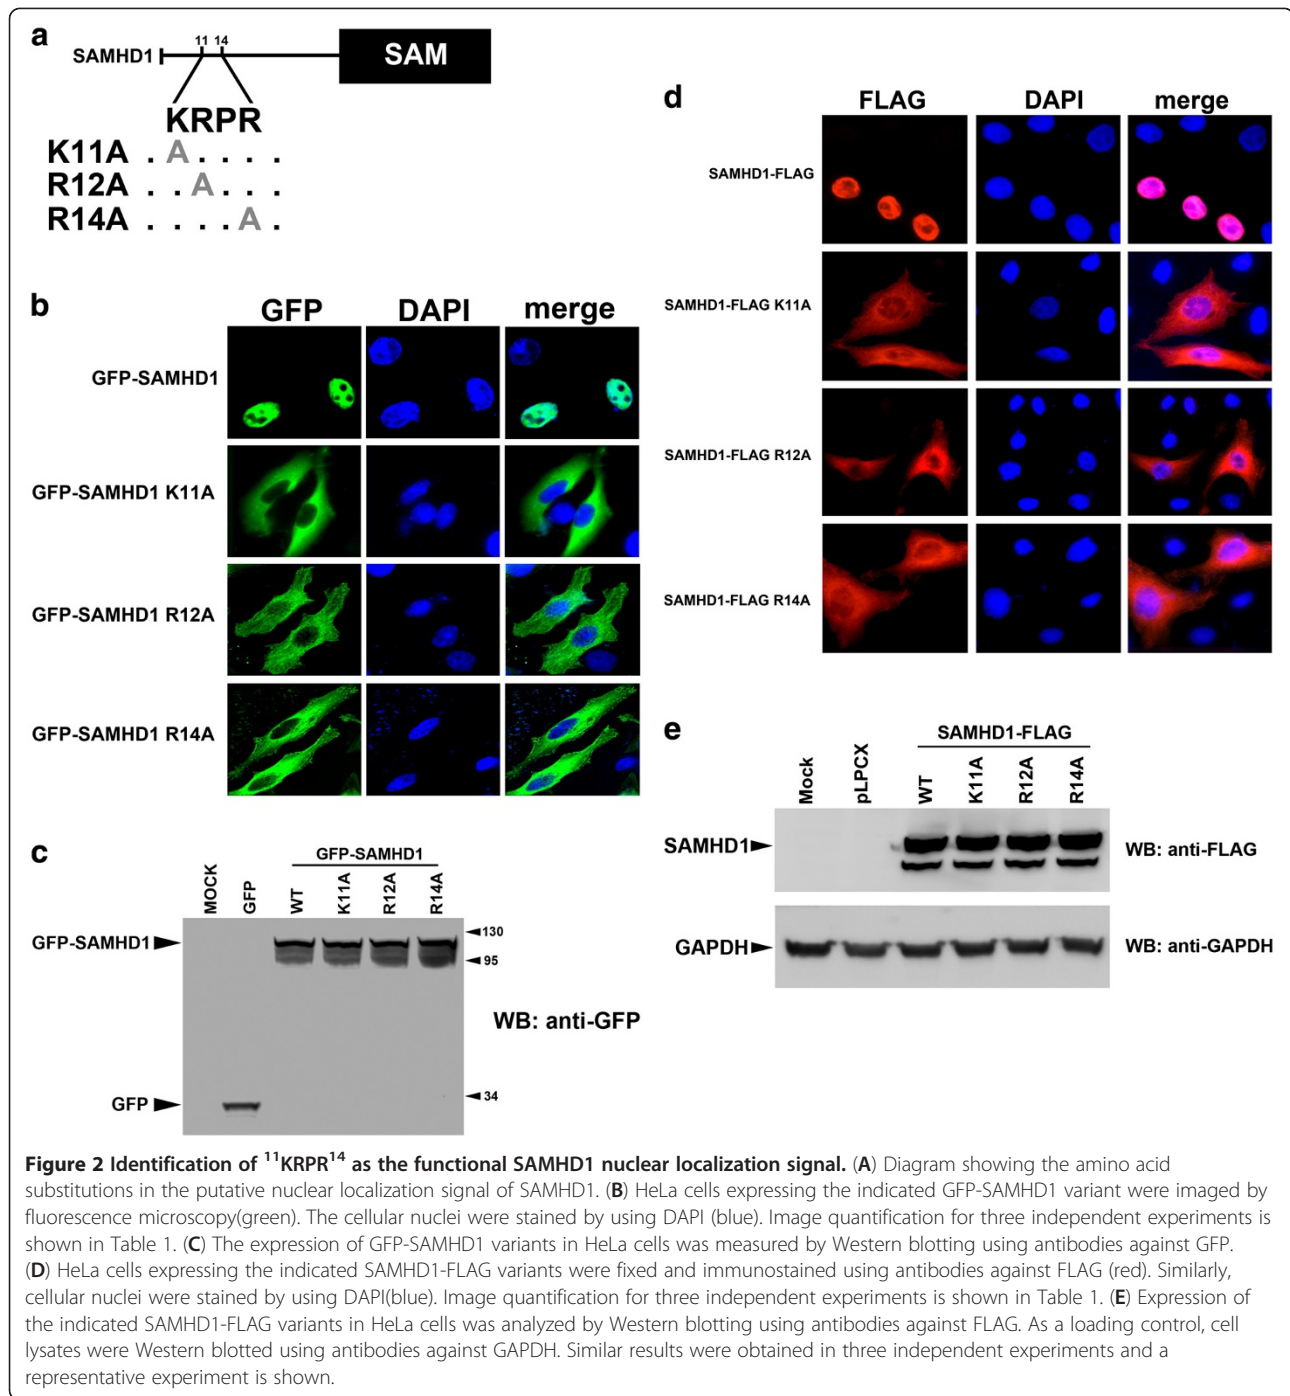 a
SAMHD1
11 14
SAM
KRPR
K11A . A . . . .
R12A . . A . . .
R14A . . . . A .
b
GFP DAPI merge
GFP-SAMHD1
GFP-SAMHD1 K11A
GFP-SAMHD1 R12A
GFP-SAMHD1 R14A
c
GFP-SAMHD1
MOCK GFP WT K11A R12A R14A
GFP-SAMHD1
130
95
WB: anti-GFP
34
GFP
d
FLAG DAPI merge
SAMHD1-FLAG
SAMHD1-FLAG K11A
SAMHD1-FLAG R12A
SAMHD1-FLAG R14A
e
SAMHD1-FLAG
Mock pLPCX WT K11A R12A R14A
SAMHD1 WB: anti-FLAG
GAPDH WB: anti-GAPDH
Figure 2 Identification of ¹¹KRPR¹⁴ as the functional SAMHD1 nuclear localization signal. (A) Diagram showing the amino acid
substitutions in the putative nuclear localization signal of SAMHD1. (B) HeLa cells expressing the indicated GFP-SAMHD1 variant were imaged by
fluorescence microscopy(green). The cellular nuclei were stained by using DAPI (blue). Image quantification for three independent experiments is
shown in Table 1. (C) The expression of GFP-SAMHD1 variants in HeLa cells was measured by Western blotting using antibodies against GFP.
(D) HeLa cells expressing the indicated SAMHD1-FLAG variants were fixed and immunostained using antibodies against FLAG (red). Similarly,
cellular nuclei were stained by using DAPI(blue). Image quantification for three independent experiments is shown in Table 1. (E) Expression of
the indicated SAMHD1-FLAG variants in HeLa cells was analyzed by Western blotting using antibodies against FLAG. As a loading control, cell
lysates were Western blotted using antibodies against GAPDH. Similar results were obtained in three independent experiments and a
representative experiment is shown.